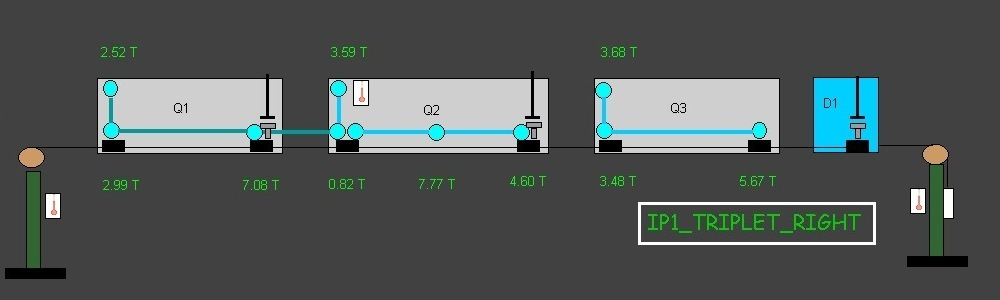 2.52 T 3.59 T 3.68 T
Q1 Q2 Q3 D1
2.99 T 7.08 T 0.82 T 7.77 T 4.60 T 3.48 T 5.67 T
IP1_TRIPLET_RIGHT